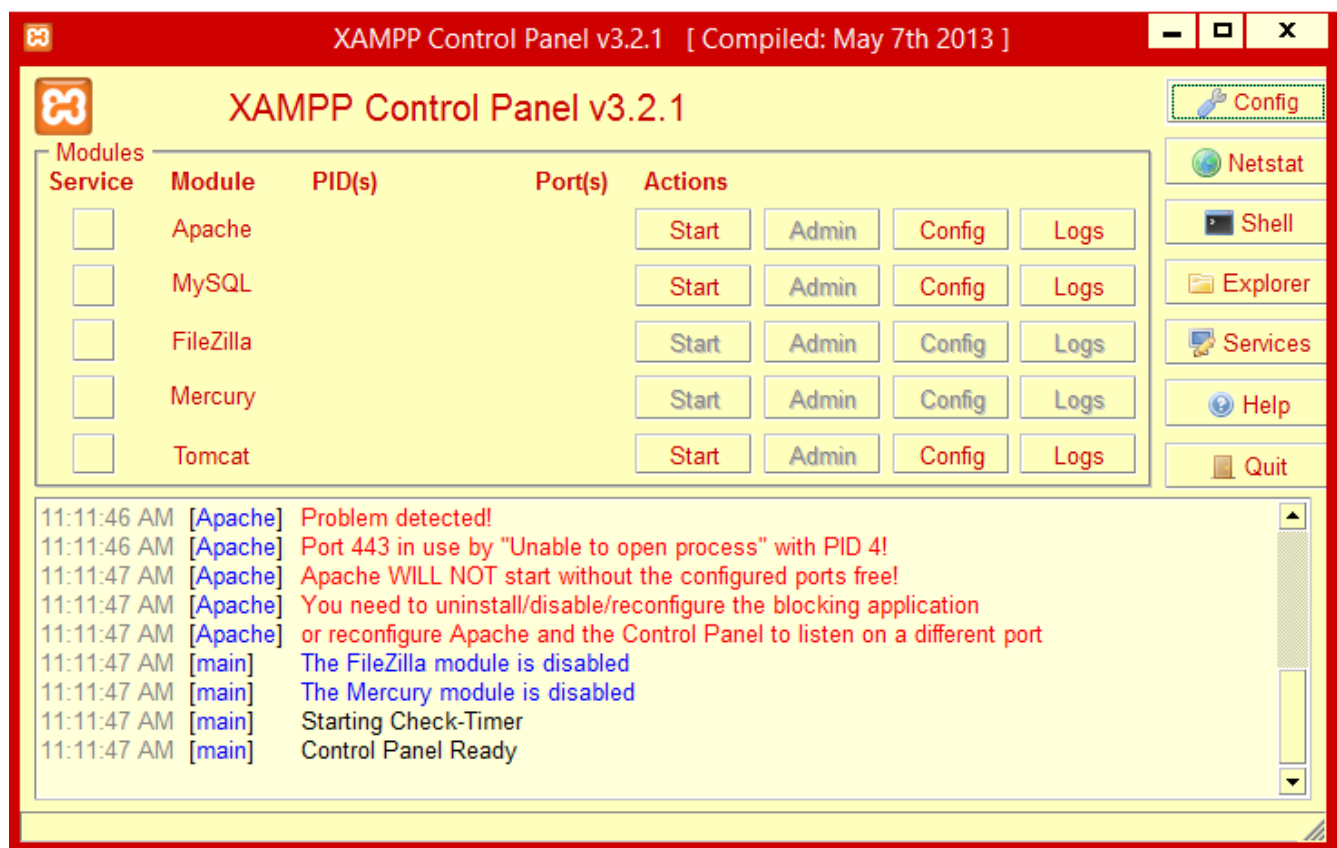 XAMPP Control Panel v3.2.1 [ Compiled: May 7th 2013 ]
XAMPP Control Panel v3.2.1
Config
Modules
Netstat
Service Module PID(s) Port(s) Actions
Apache Start Admin Config Logs
Shell
MySQL Start Admin Config Logs
Explorer
FileZilla Start Admin Config Logs
Services
Mercury Start Admin Config Logs
Help
Tomcat Start Admin Config Logs
Quit
11:11:46 AM [Apache] Problem detected!
11:11:46 AM [Apache] Port 443 in use by "Unable to open process" with PID 4!
11:11:47 AM [Apache] Apache WILL NOT start without the configured ports free!
11:11:47 AM [Apache] You need to uninstall/disable/reconfigure the blocking application
11:11:47 AM [Apache] or reconfigure Apache and the Control Panel to listen on a different port
11:11:47 AM [main] The FileZilla module is disabled
11:11:47 AM [main] The Mercury module is disabled
11:11:47 AM [main] Starting Check-Timer
11:11:47 AM [main] Control Panel Ready